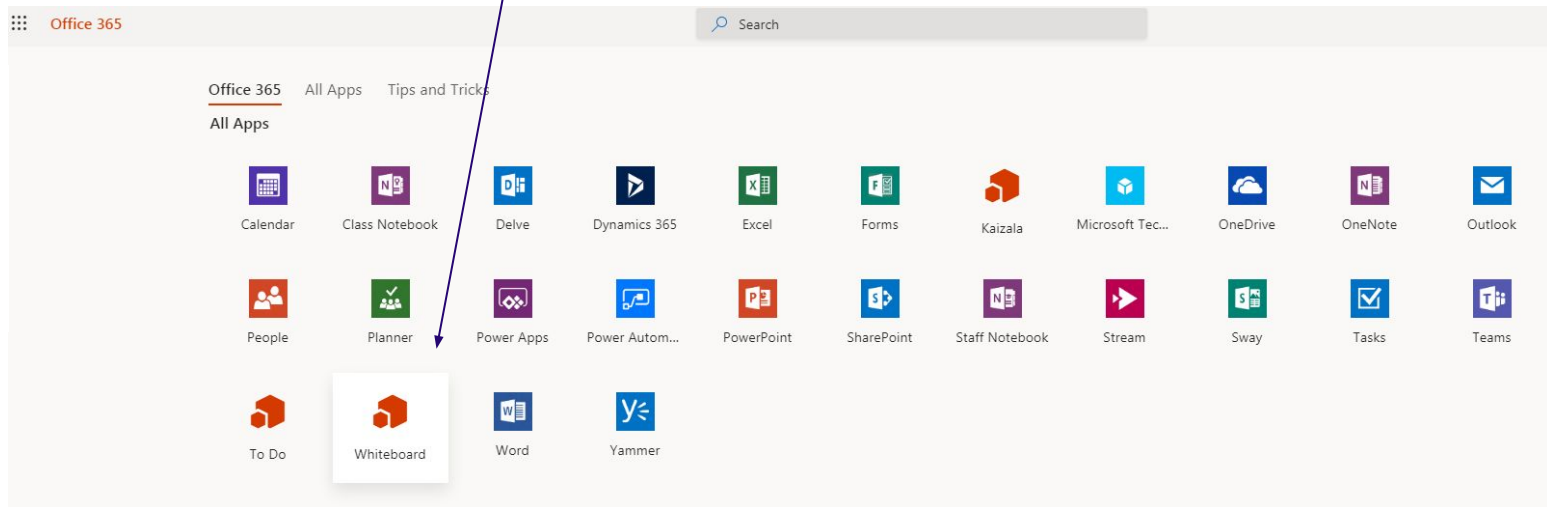 Office 365 Search
Office 365 All Apps Tips and Tricks
All Apps
Calendar Class Notebook Delve Dynamics 365 Excel Forms Kaizala Microsoft Tec... OneDrive OneNote Outlook
People Planner Power Apps Power Autom... PowerPoint SharePoint Staff Notebook Stream Sway Tasks Teams
To Do Whiteboard Word Yammer